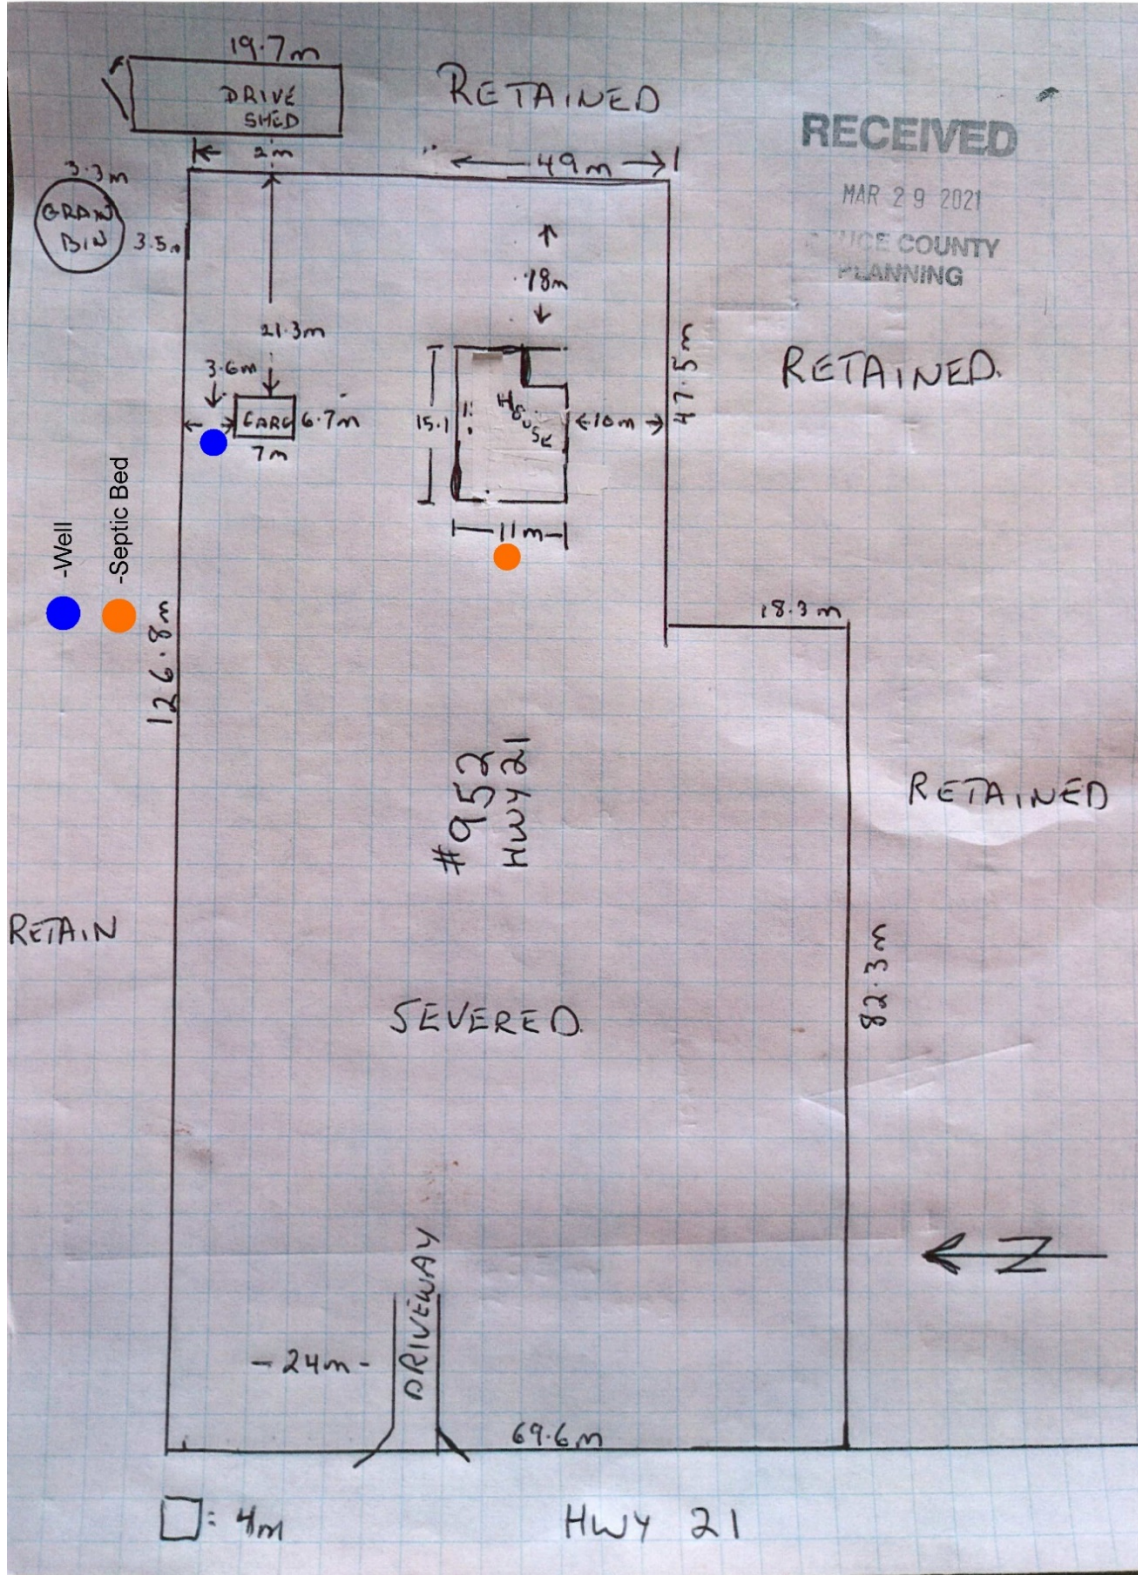 19.7m
DRIVE
SHED
RETAINED
RECEIVED
MAR 29 2021
COUNTY
PLANNING
2m
49m
3.3m
GRAIN
BIN
3.5m
18m
21.3m
47.5m
RETAINED.
3.6m
GARG
6.7m
7m
15.1
HOUSE
10m
11m
-Well
-Septic Bed
126.8m
18.3m
#952
HWY 21
RETAINED
RETAIN
82.3m
SEVERED.
N
DRIVEWAY
-24m-
69.6m
: 4m
HWY 21